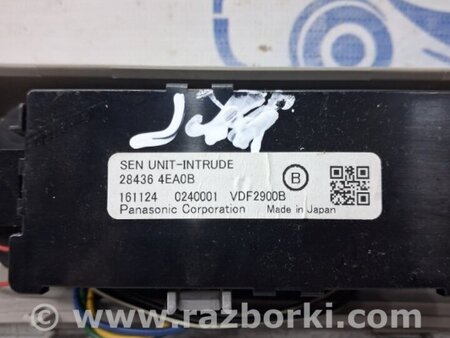 SEN UNIT-INTRUDE
28436 4EA0B
B
161124 0240001 VDF2900B
Panasonic Corporation Made in Japan
www.razborki.com